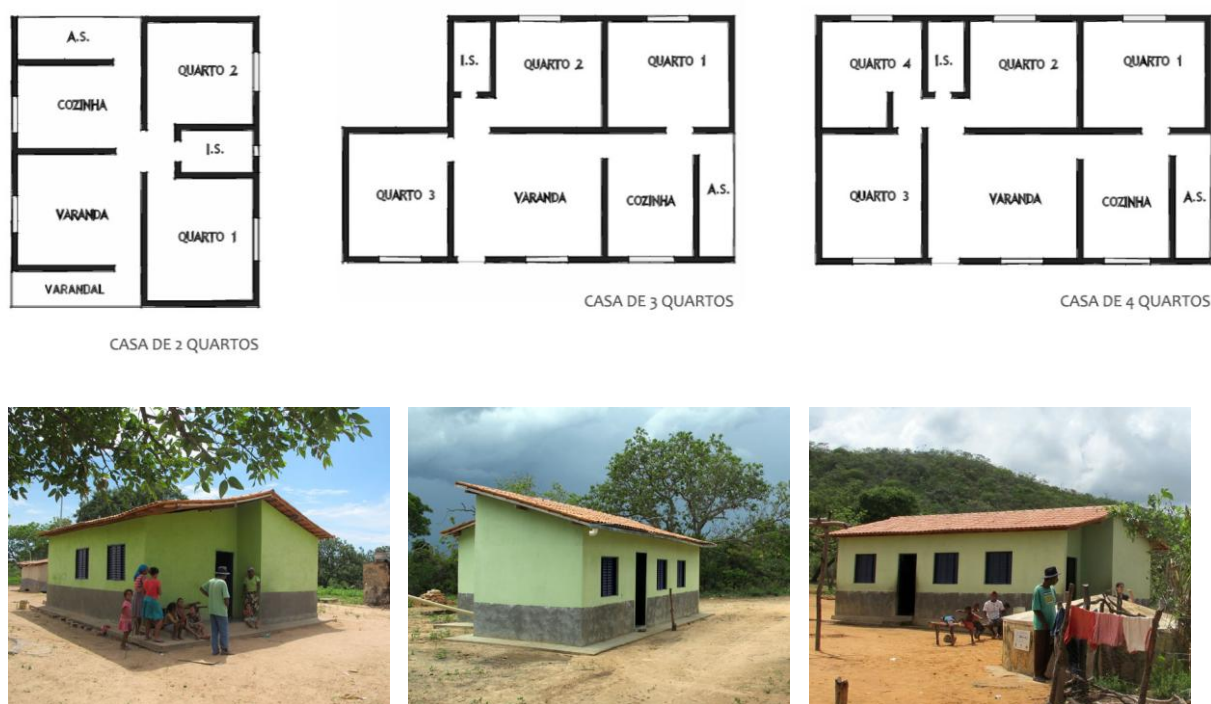 A.S.
QUARTO 2
COZINHA
I.S.
VARANDA
QUARTO 1
VARANDAL
CASA DE 2 QUARTOS
I.S.
QUARTO 2
QUARTO 1
QUARTO 3
VARANDA
COZINHA
A.S.
CASA DE 3 QUARTOS
QUARTO 4
I.S.
QUARTO 2
QUARTO 1
QUARTO 3
VARANDA
COZINHA
A.S.
CASA DE 4 QUARTOS